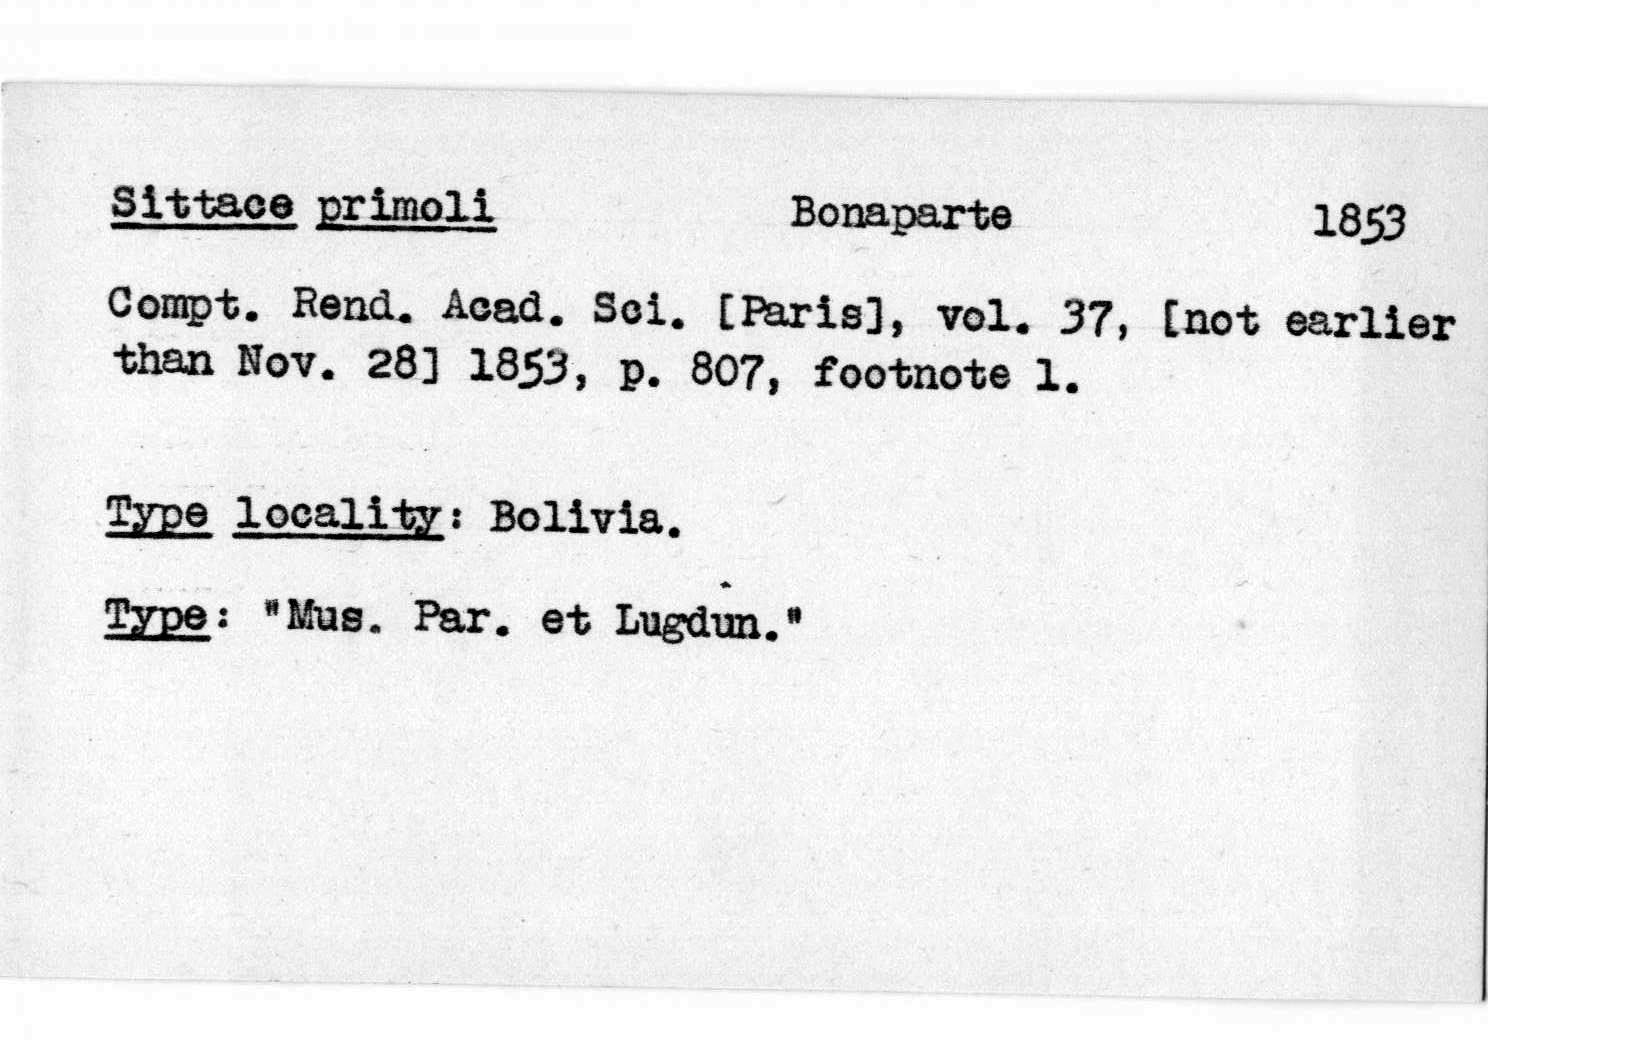 Sittace primoli Bonaparte 1853
Compt. Rend. Acad. Sci. [Paris], vol. 37, [not earlier
than Nov. 28] 1853, p. 807, footnote 1.
Type locality: Bolivia.
Type: "Mus. Par. et Lugdun."